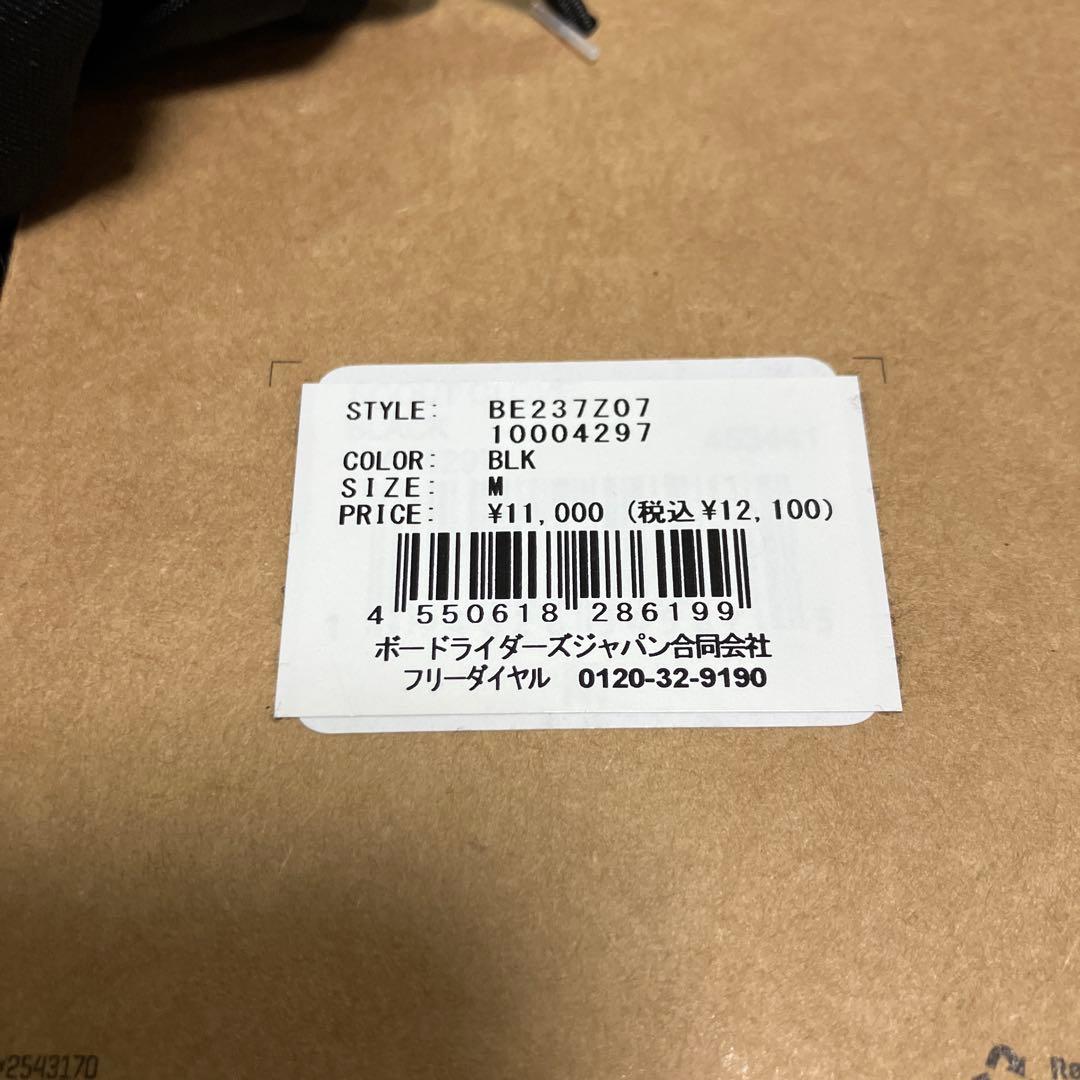 STYLE: BE237Z07
10004297
COLOR: BLK
SIZE: M
PRICE: ¥11,000 (税込¥12,100)
4 550618 286199
ボードライダーズジャパン合同会社
フリーダイヤル 0120-32-9190
2543170